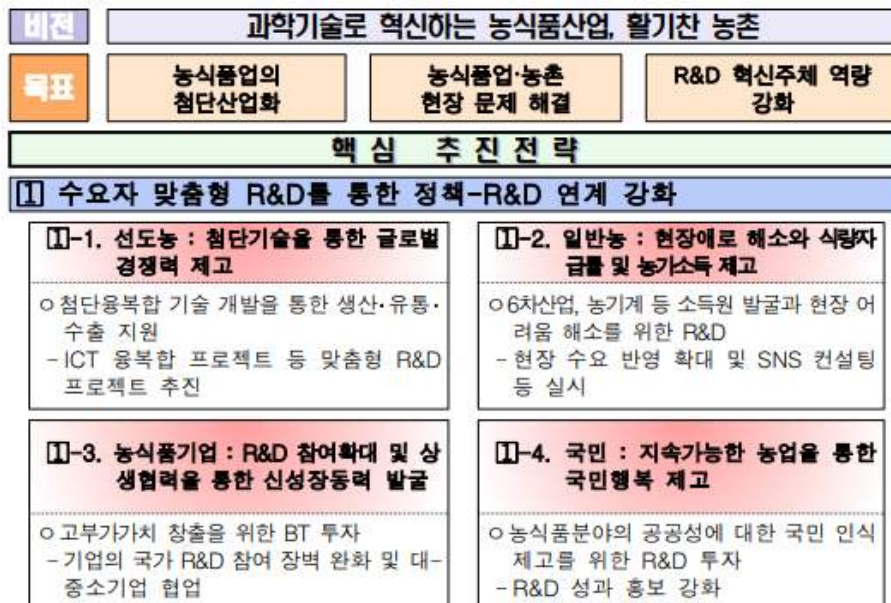 비전
과학기술로 혁신하는 농식품산업, 활기찬 농촌
목표
농식품업의
첨단산업화
농식품업·농촌
현장 문제 해결
R&D 혁신주체 역량
강화
핵심 추진전략
1 수요자 맞춤형 R&D를 통한 정책-R&D 연계 강화
1-1. 선도농 : 첨단기술을 통한 글로벌
경쟁력 제고
ㅇ첨단융복합 기술 개발을 통한 생산·유통·
수출 지원
- ICT 융복합 프로젝트 등 맞춤형 R&D
프로젝트 추진
1-2. 일반농 : 현장애로 해소와 식량자
급률 및 농가소득 제고
ㅇ6차산업, 농기계 등 소득원 발굴과 현장 어
려움 해소를 위한 R&D
- 현장 수요 반영 확대 및 SNS 컨설팅
등 실시
1-3. 농식품기업 : R&D 참여확대 및 상
생협력을 통한 신성장동력 발굴
ㅇ고부가가치 창출을 위한 BT 투자
- 기업의 국가 R&D 참여 장벽 완화 및 대-
중소기업 협업
1-4. 국민 : 지속가능한 농업을 통한
국민행복 제고
ㅇ농식품분야의 공공성에 대한 국민 인식
제고를 위한 R&D 투자
- R&D 성과 홍보 강화